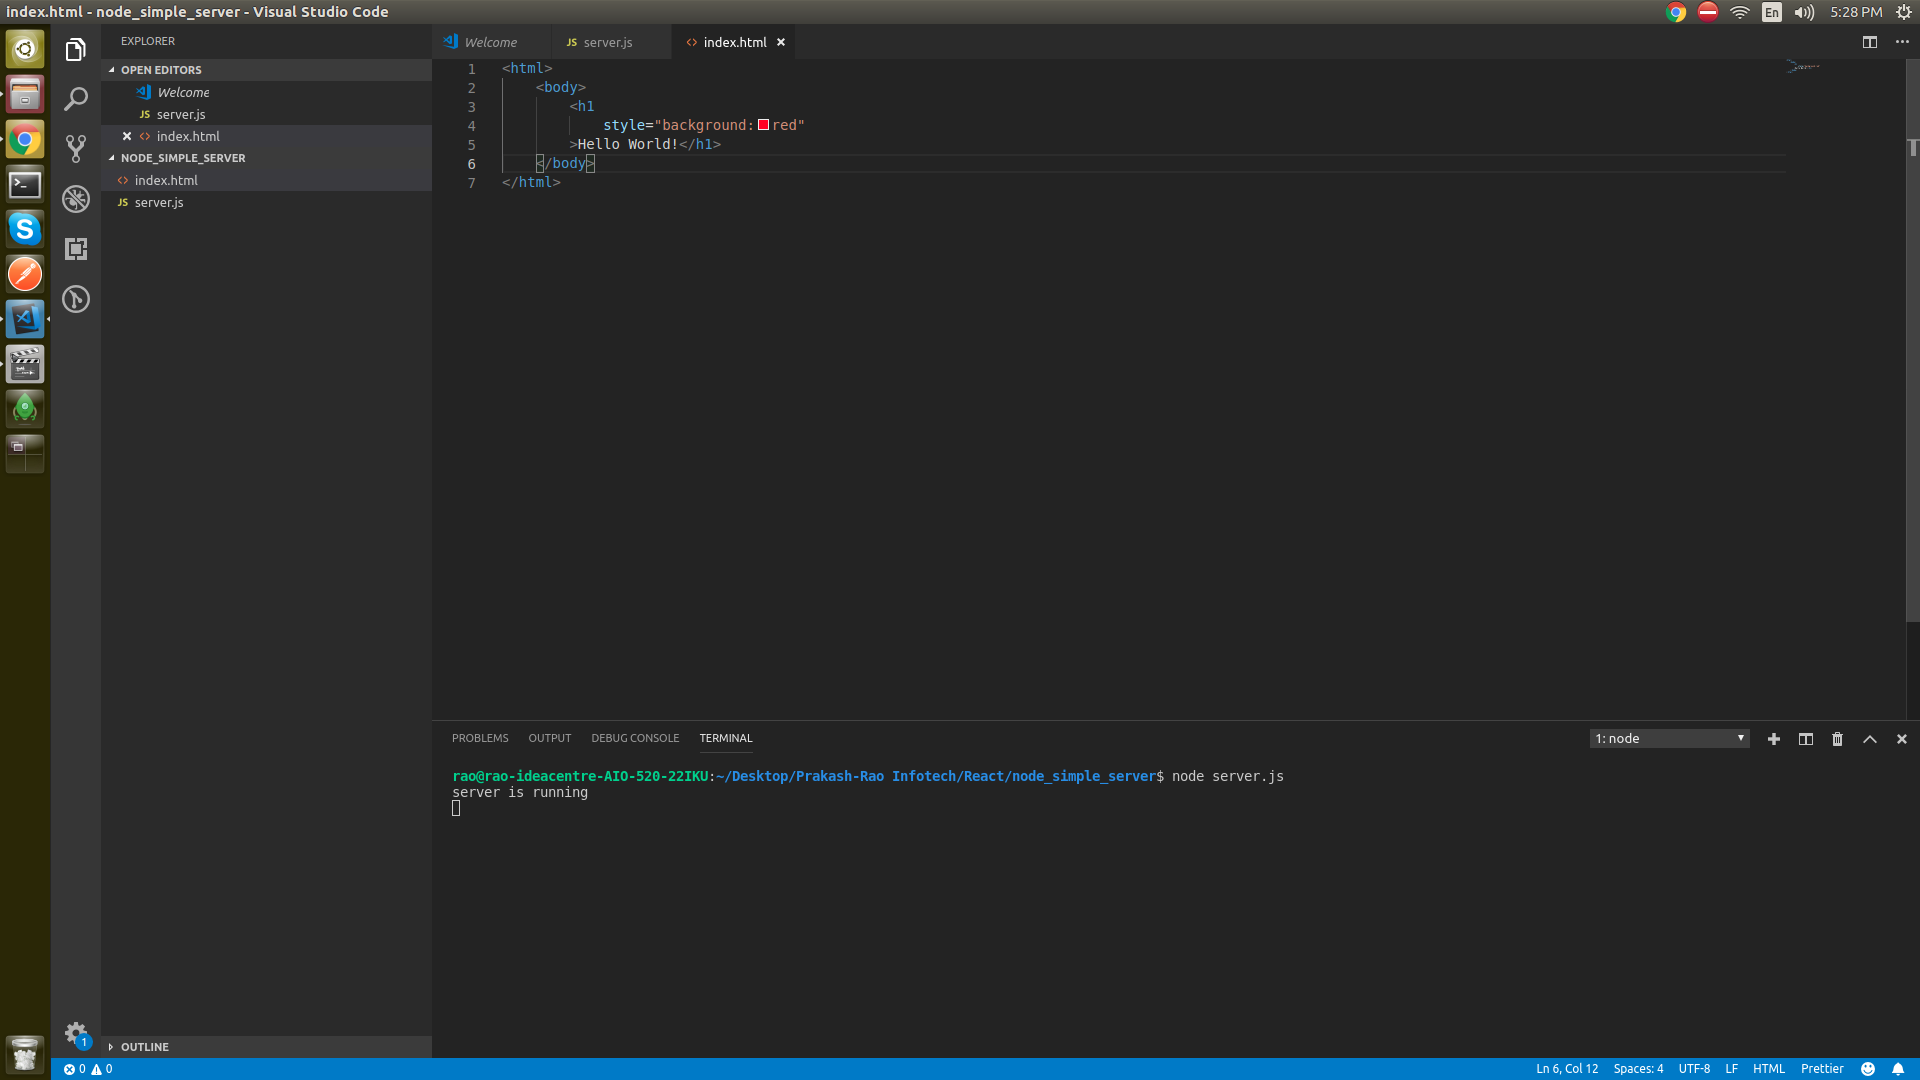 index.html - node_simple_server - Visual Studio Code
En
5:28 PM
EXPLORER
OPEN EDITORS
Welcome
JS server.js
index.html
NODE_SIMPLE_SERVER
index.html
JS server.js
OUTLINE
Welcome
JS server.js
<> index.html
1 <html>
2 <body>
3 <h1
4 style="background:red"
5 >Hello World!</h1>
6 </body>
7 </html>
PROBLEMS OUTPUT DEBUG CONSOLE TERMINAL
1: node
rao@rao-ideacentre-AIO-520-22IKU:~/Desktop/Prakash-Rao Infotech/React/node_simple_server$ node server.js
server is running
1
0 0
Ln 6, Col 12 Spaces: 4 UTF-8 LF HTML Prettier